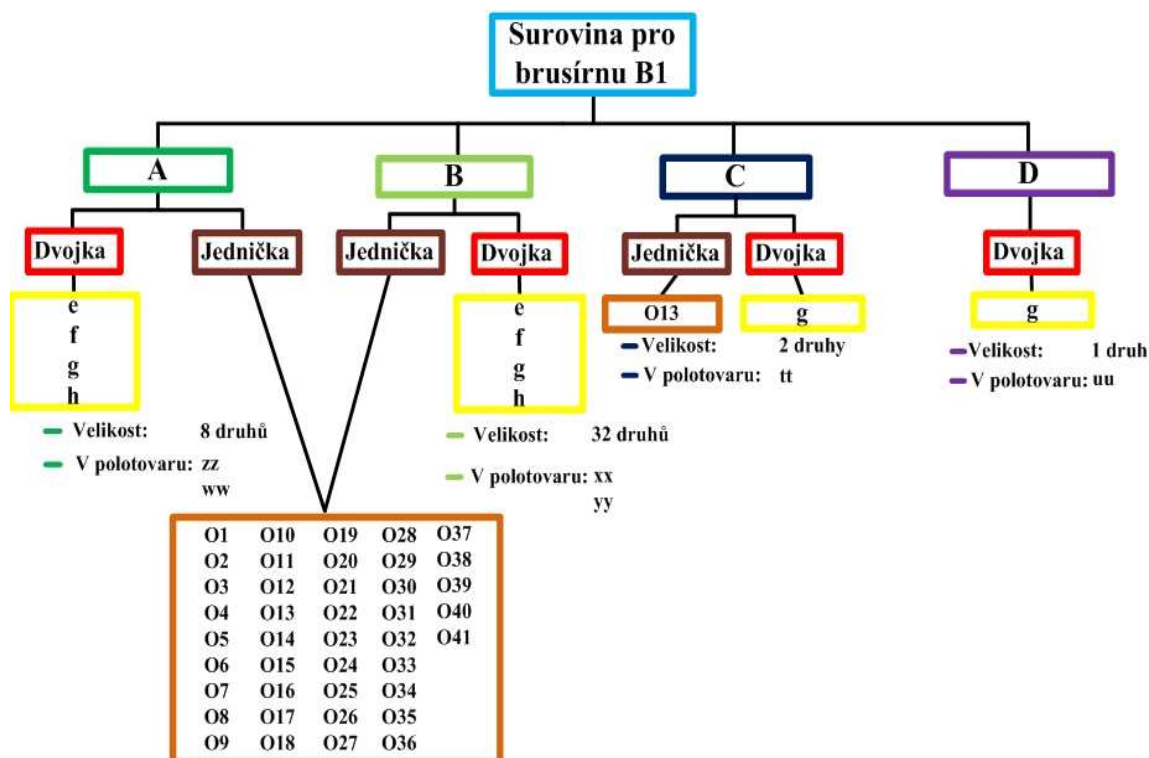 Surovina pro
brusírnu B1
A
B
C
D
Dvojka
Jednička
Jednička
Dvojka
Jednička
Dvojka
Dvojka
e
f
g
h
e
f
g
h
O13
g
g
Velikost: 8 druhů
V polotovaru: zz
ww
Velikost: 32 druhů
V polotovaru: xx
yy
Velikost: 2 druhy
V polotovaru: tt
Velikost: 1 druh
V polotovaru: uu
O1 O10 O19 O28 O37
O2 O11 O20 O29 O38
O3 O12 O21 O30 O39
O4 O13 O22 O31 O40
O5 O14 O23 O32 O41
O6 O15 O24 O33
O7 O16 O25 O34
O8 O17 O26 O35
O9 O18 O27 O36